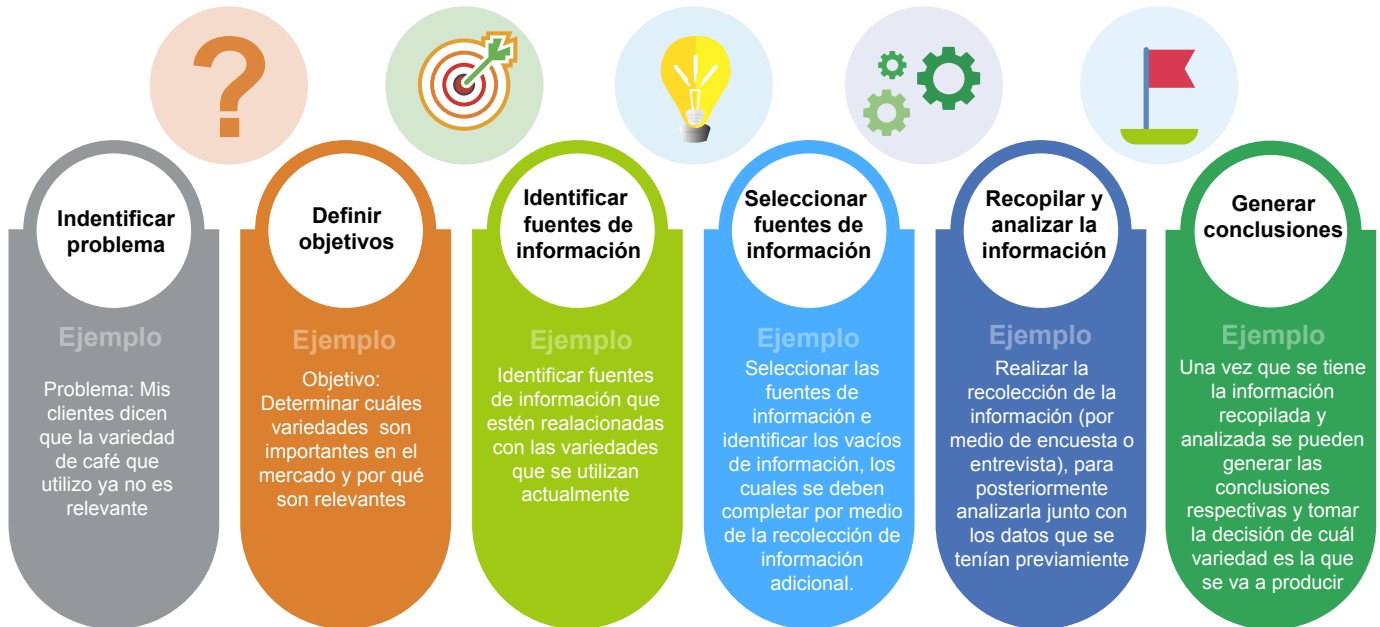 Indentificar
problema
Ejemplo
Problema: Mis
clientes dicen
que la variedad
de café que
utilizo ya no es
relevante
Definir
objetivos
Ejemplo
Objetivo:
Determinar cuáles
variedades son
importantes en el
mercado y por qué
son relevantes
Identificar
fuentes de
información
Ejemplo
Identificar fuentes
de información que
estén realacionadas
con las variedades
que se utilizan
actualmente
Seleccionar
fuentes de
información
Ejemplo
Seleccionar las
fuentes de
información e
identificar los vacíos
de información, los
cuales se deben
completar por medio
de la recolección de
información
adicional.
Recopilar y
analizar la
información
Ejemplo
Realizar la
recolección de la
información (por
medio de encuesta o
entrevista), para
posteriormente
analizarla junto con
los datos que se
tenían previamiente
Generar
conclusiones
Ejemplo
Una vez que se tiene
la información
recopilada y
analizada se pueden
generar las
conclusiones
respectivas y tomar
la decisión de cuál
variedad es la que
se va a producir